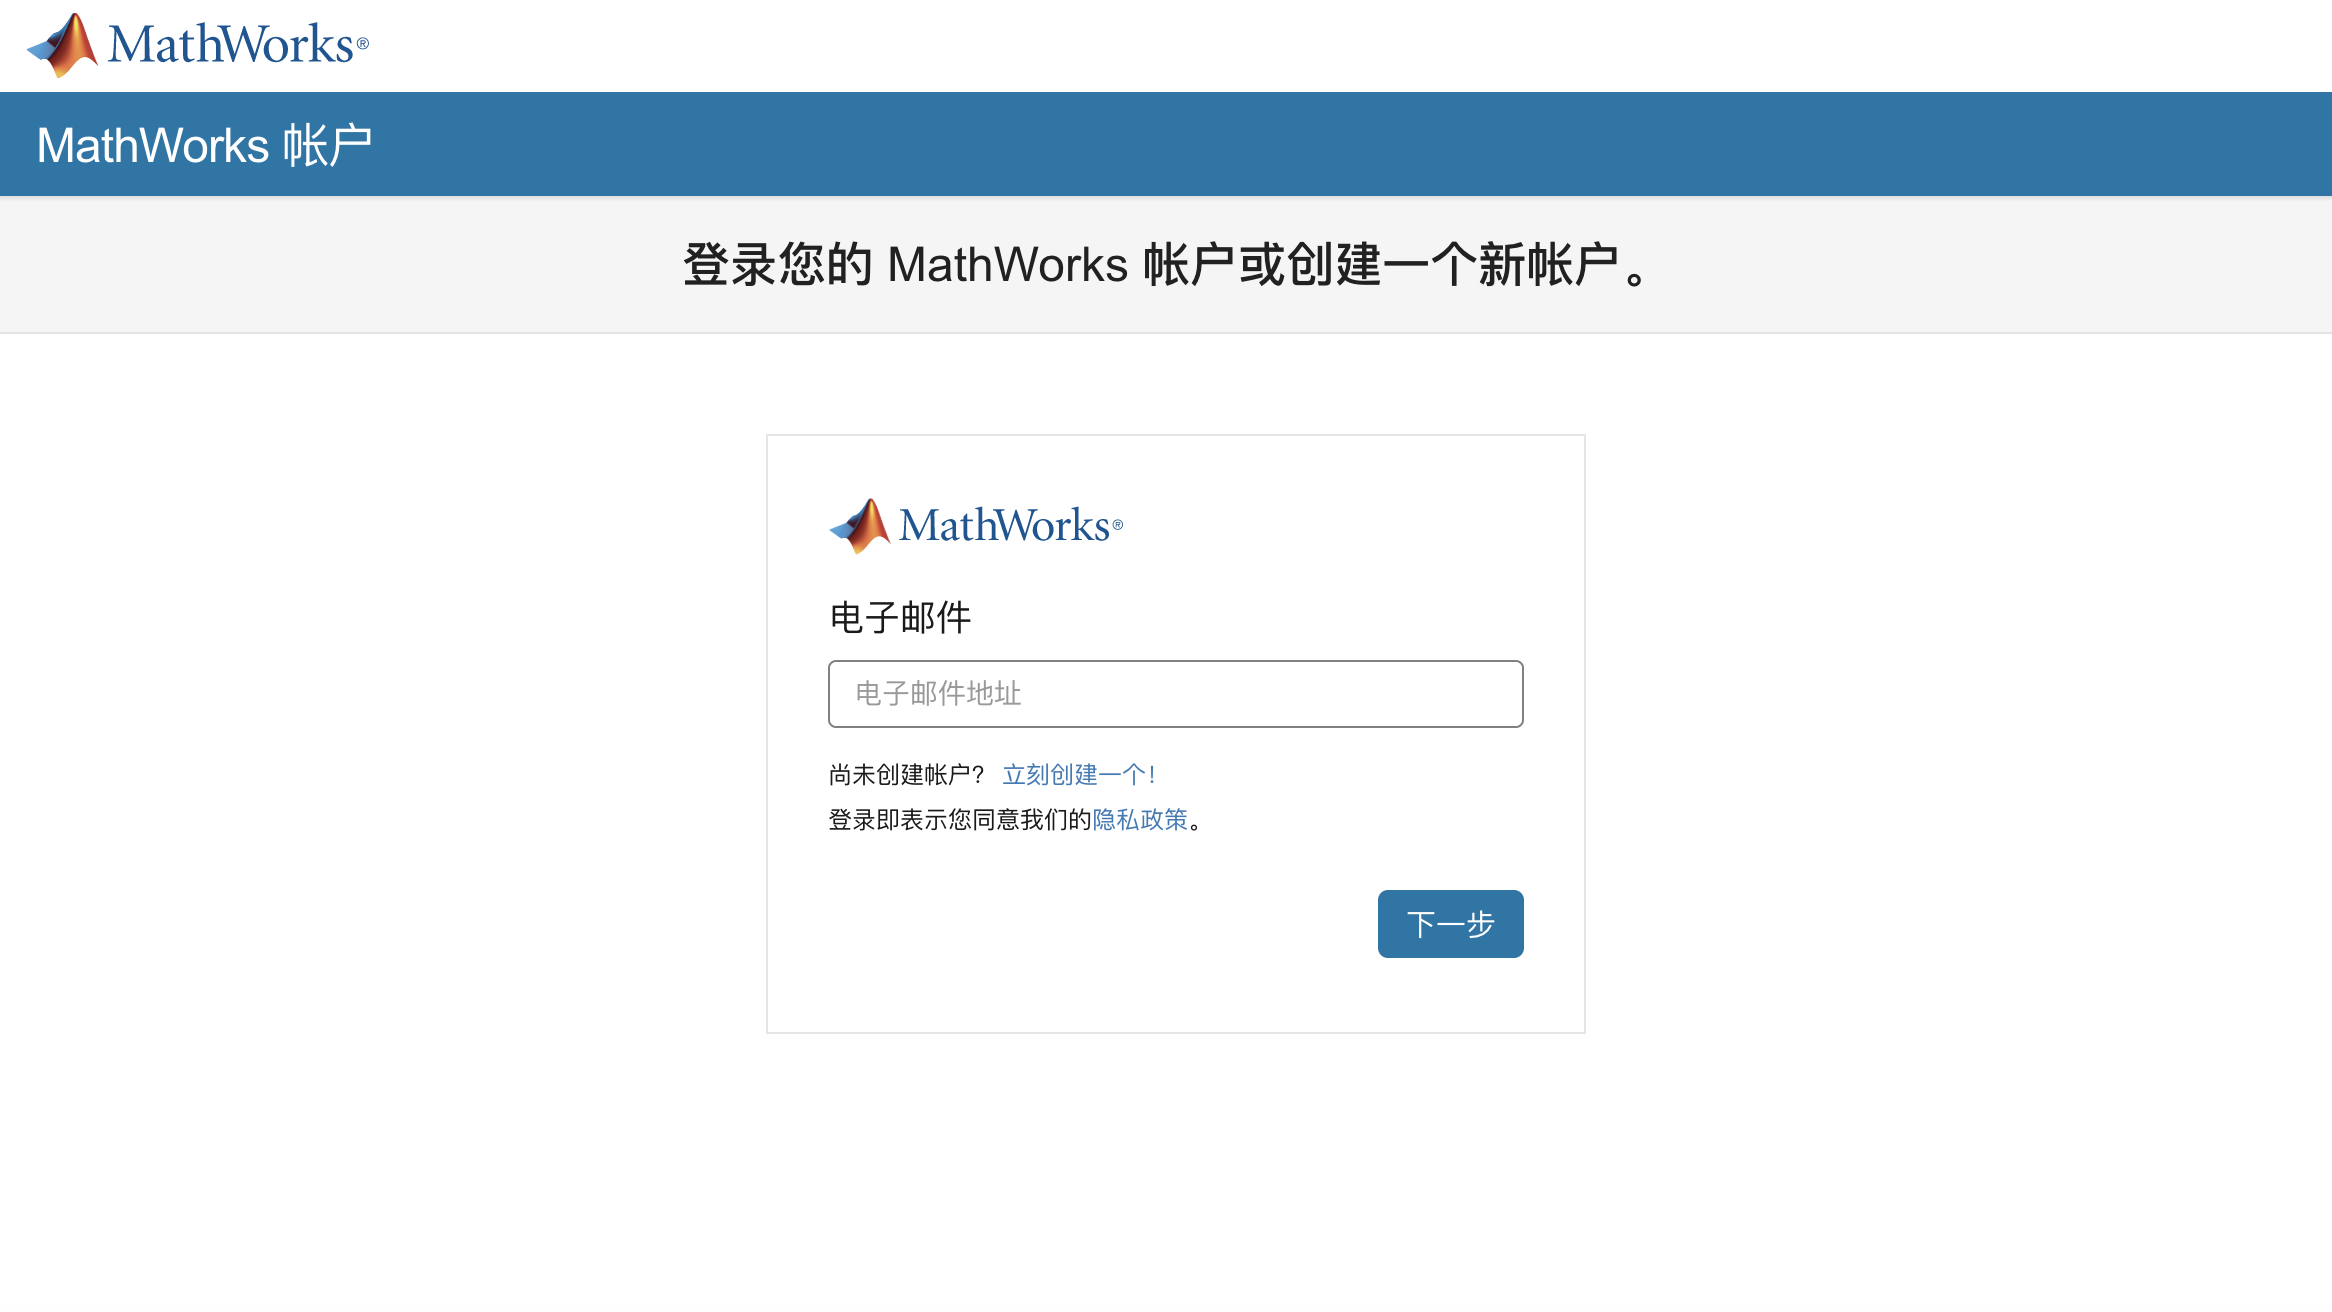 MathWorks®
MathWorks 帐户
登录您的 MathWorks 帐户或创建一个新帐户。
MathWorks®
电子邮件
电子邮件地址
尚未创建帐户? 立刻创建一个!
登录即表示您同意我们的隐私政策。
下一步